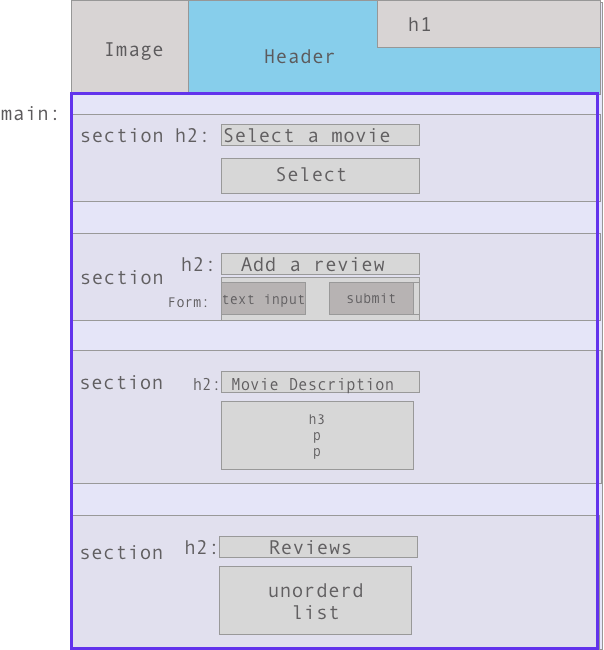 h1
Image
Header
main:
section h2: Select a movie
Select
h2: Add a review
section
Form: text input submit
section h2: Movie Description
h3
p
p
h2: Reviews
section
unorderd
list